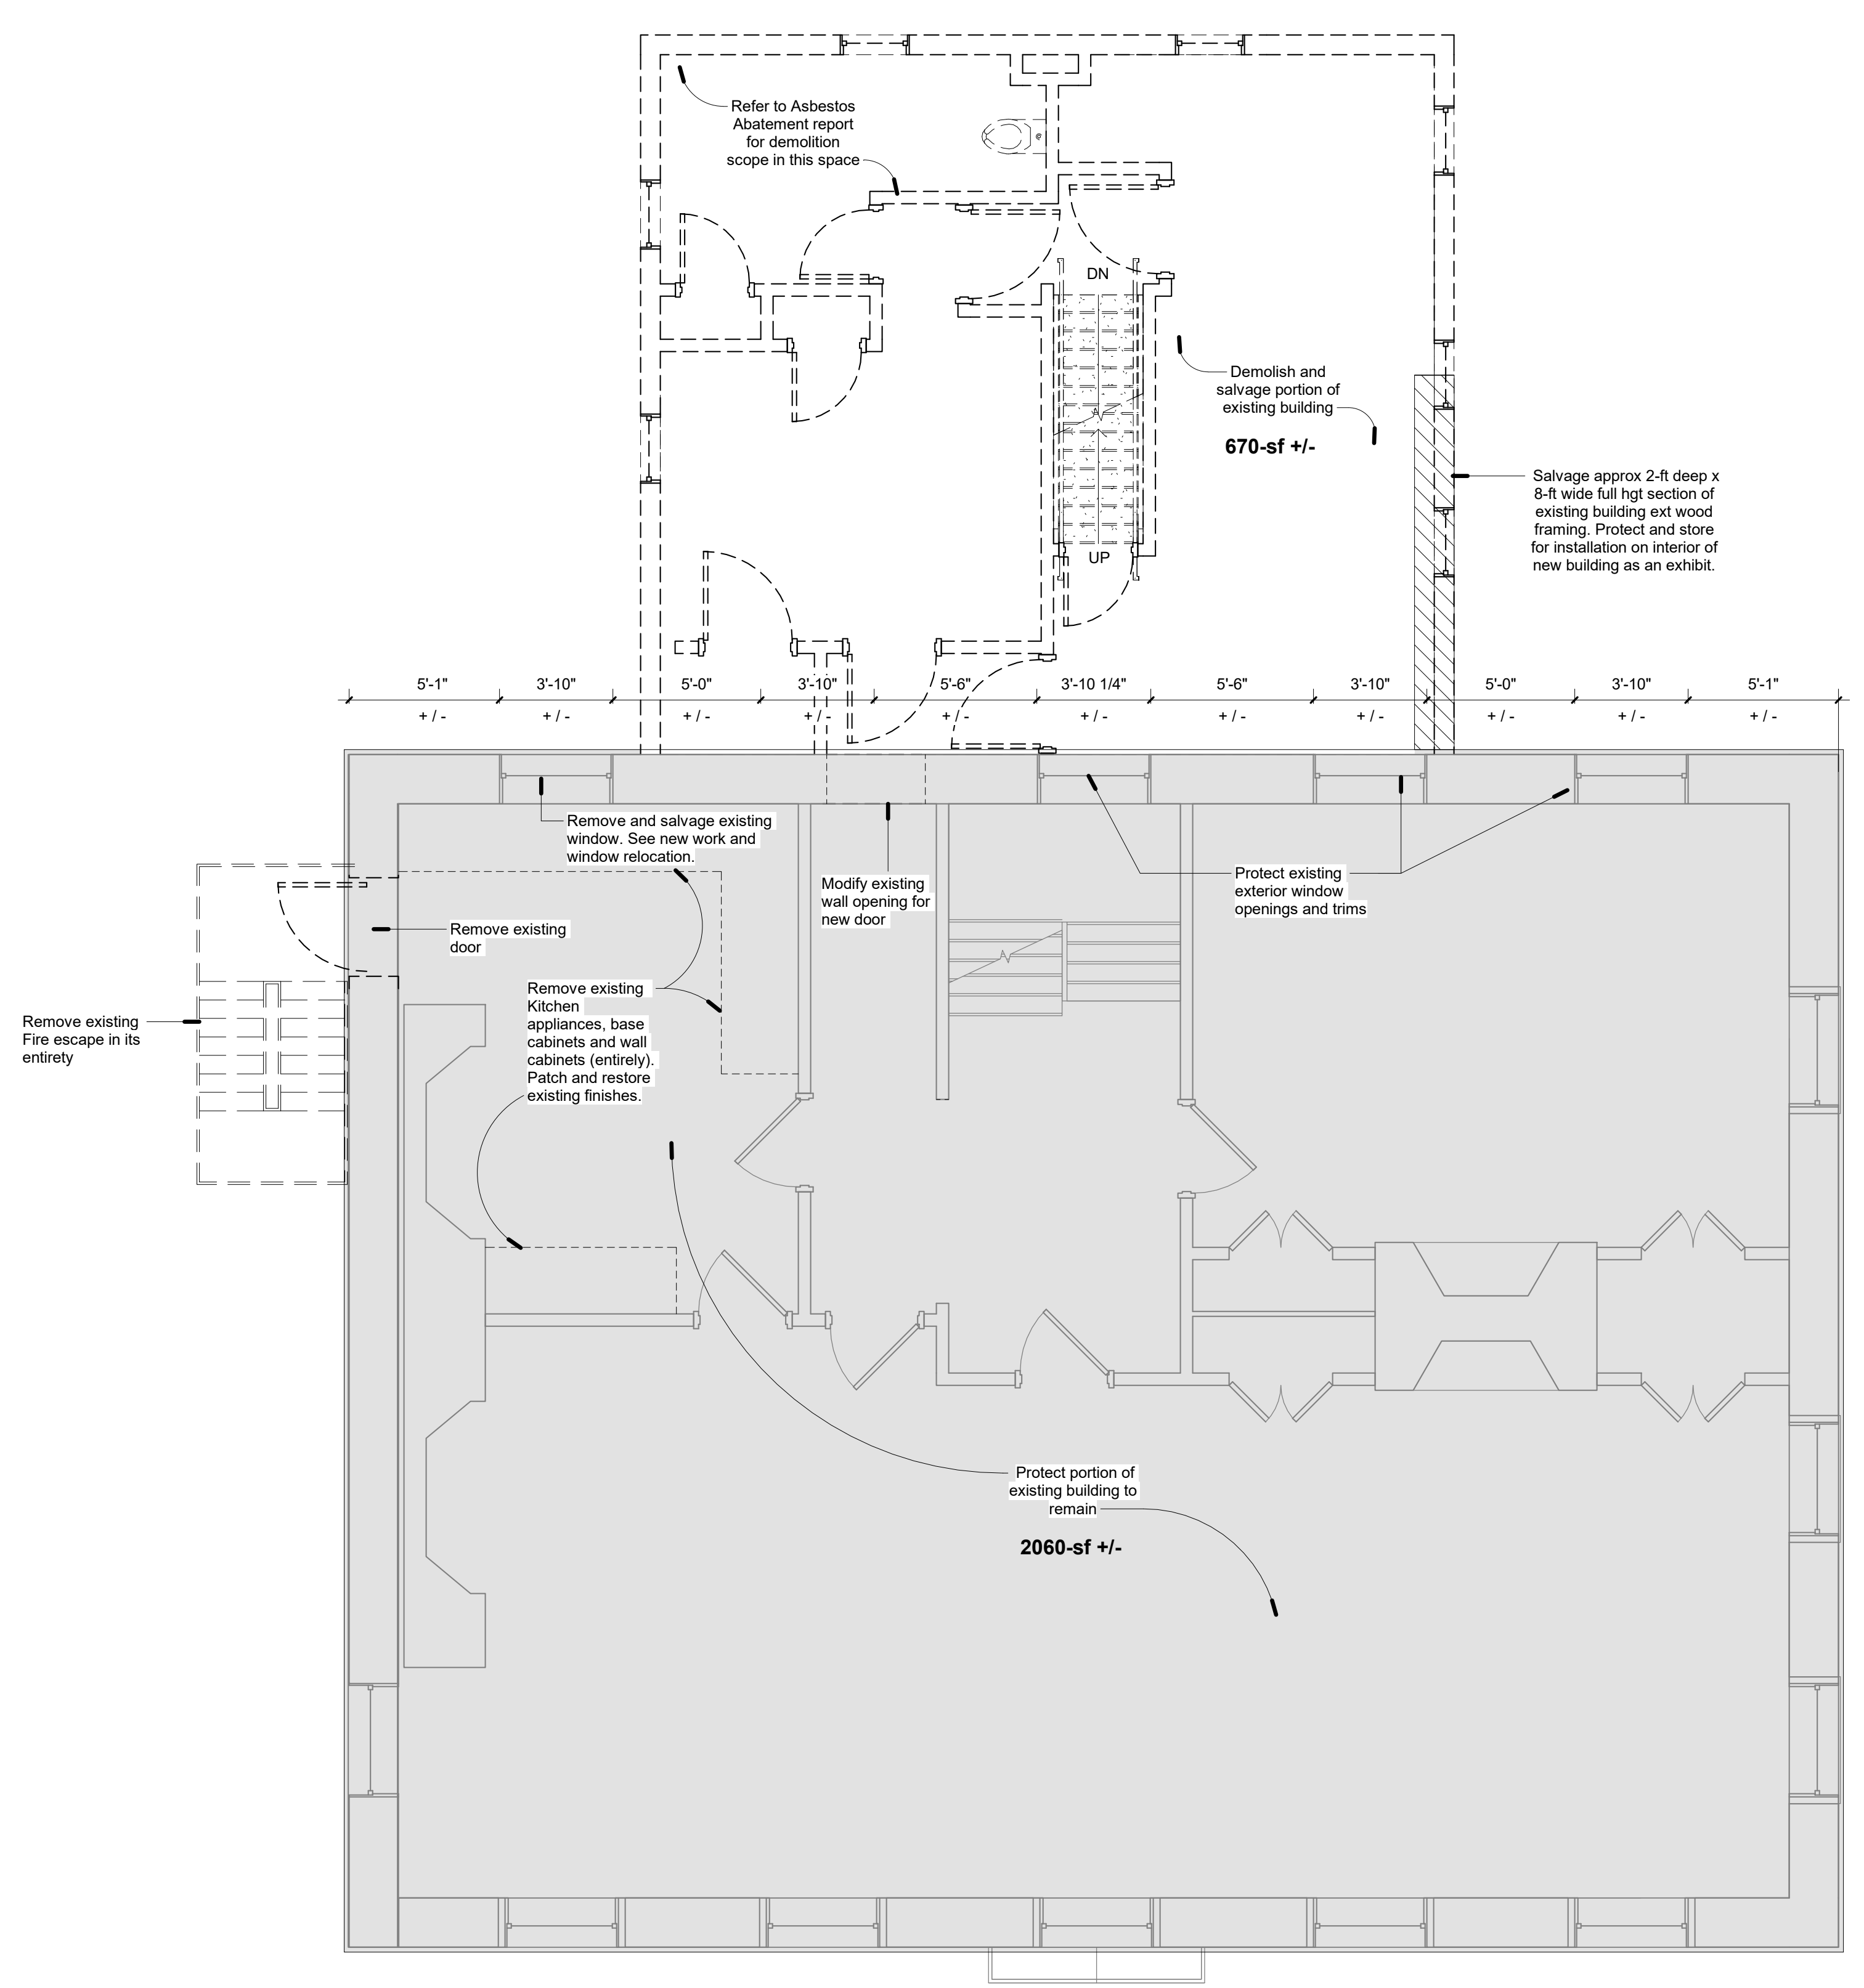 Refer to Asbestos
Abatement report
for demolition
scope in this space
DN
Demolish and
salvage portion of
existing building
670-sf +/-
Salvage approx 2-ft deep x
8-ft wide full hgt section of
existing building ext wood
framing. Protect and store
for installation on interior of
new building as an exhibit.
UP
5'-1" 3'-10" 5'-0" 3'-10" 5'-6" 3'-10 1/4" 5'-6" 3'-10" 5'-0" 3'-10" 5'-1"
+ / - + / - + / - + / - + / - + / - + / - + / - + / - + / - + / -
Remove and salvage existing
window. See new work and
window relocation.
Modify existing
wall opening for
new door
Protect existing
exterior window
openings and trims
Remove existing
door
Remove existing
Kitchen
appliances, base
cabinets and wall
cabinets (entirely).
Patch and restore
existing finishes.
Remove existing
Fire escape in its
entirety
Protect portion of
existing building to
remain
2060-sf +/-